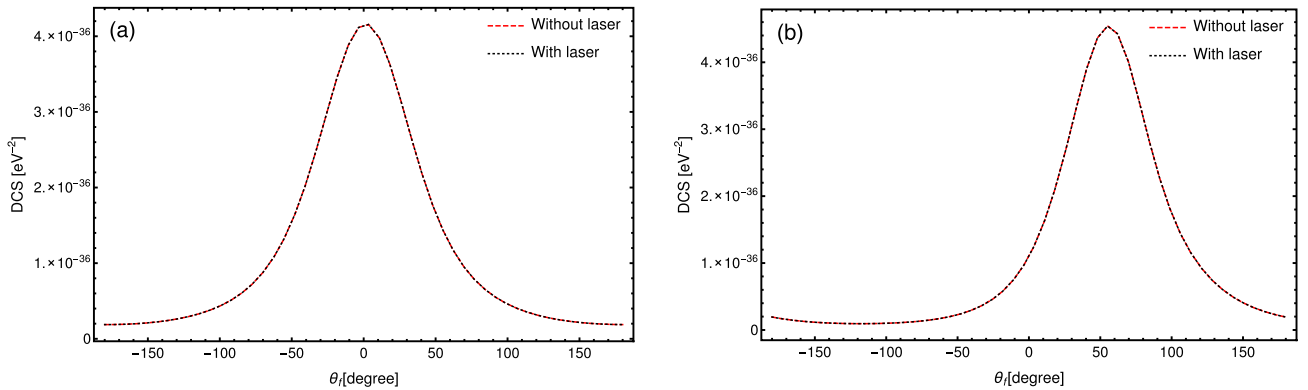 (a)
Without laser
With laser
DCS [eV⁻²]
4.×10⁻³⁶
3.×10⁻³⁶
2.×10⁻³⁶
1.×10⁻³⁶
0
−150 −100 −50 0 50 100 150
θf[degree]
(b)
Without laser
With laser
DCS [eV⁻²]
4.×10⁻³⁶
3.×10⁻³⁶
2.×10⁻³⁶
1.×10⁻³⁶
0
−150 −100 −50 0 50 100 150
θf[degree]